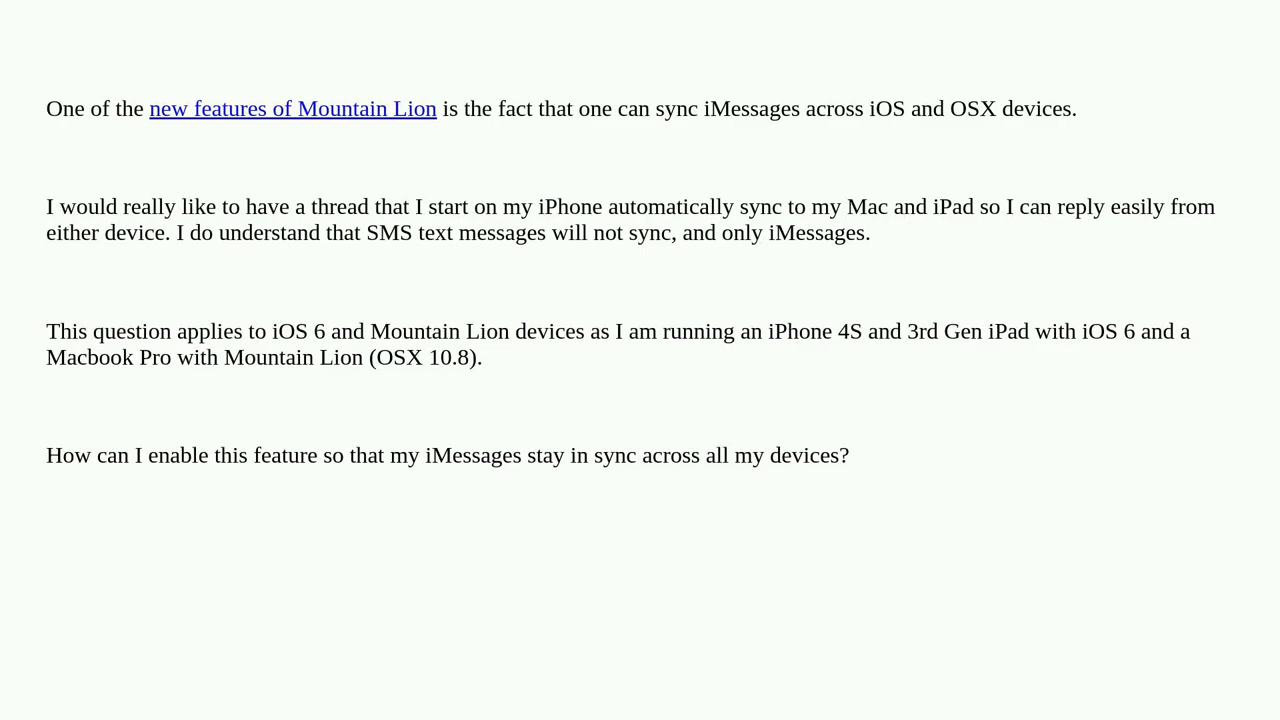 One of the new features of Mountain Lion is the fact that one can sync iMessages across iOS and OSX devices.
I would really like to have a thread that I start on my iPhone automatically sync to my Mac and iPad so I can reply easily from
either device. I do understand that SMS text messages will not sync, and only iMessages.
This question applies to iOS 6 and Mountain Lion devices as I am running an iPhone 4S and 3rd Gen iPad with iOS 6 and a
Macbook Pro with Mountain Lion (OSX 10.8).
How can I enable this feature so that my iMessages stay in sync across all my devices?